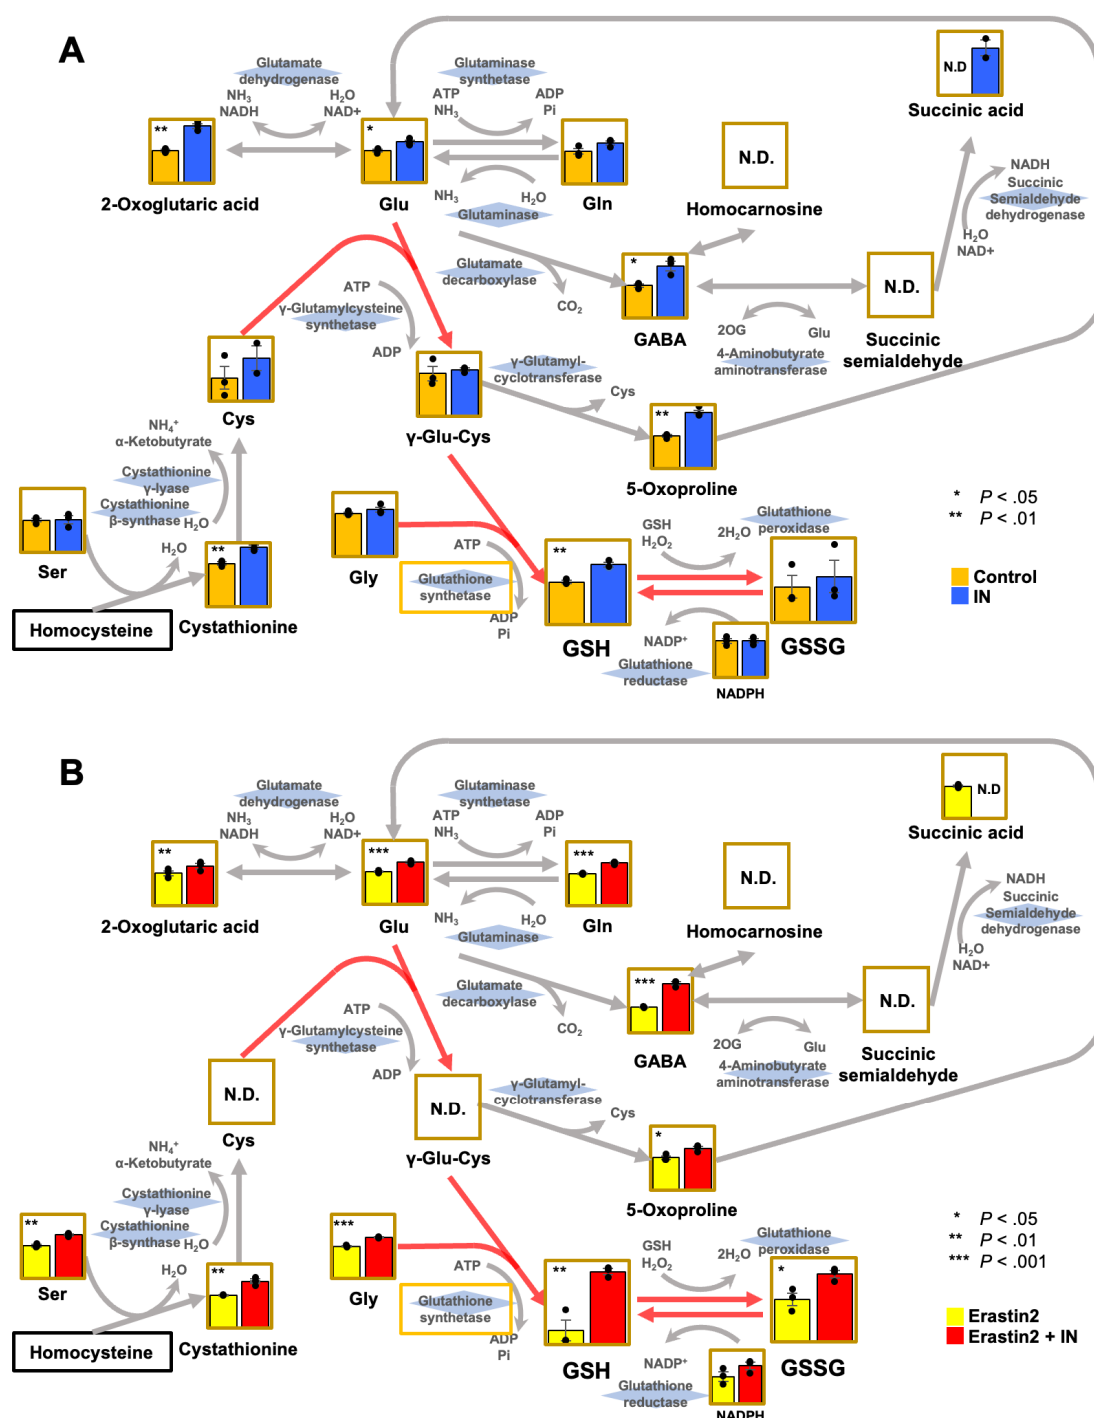 A
Glutamate
dehydrogenase
NH3
NADH
H2O
NAD+
Glutaminase
synthetase
ATP
NH3
ADP
Pi
N.D
Succinic acid
**
2-Oxoglutaric acid
*
Glu
Gln
NH3
H2O
Glutaminase
N.D.
Homocarnosine
NADH
Succinic
Semialdehyde
dehydrogenase
H2O
NAD+
Glutamate
decarboxylase
CO2
*
GABA
N.D.
Succinic
semialdehyde
2OG
Glu
4-Aminobutyrate
aminotransferase
ATP
γ-Glutamylcysteine
synthetase
ADP
Cys
γ-Glu-Cys
γ-Glutamyl-
cyclotransferase
Cys
**
5-Oxoproline
NH4+
α-Ketobutyrate
Cystathionine
γ-lyase
Cystathionine
β-synthase
H2O
H2O
Ser
**
Cystathionine
Homocysteine
Gly
ATP
Glutathione
synthetase
ADP
Pi
**
GSH
GSH
H2O2
2H2O
Glutathione
peroxidase
GSSG
NADP+
Glutathione
reductase
NADPH
* P < .05
** P < .01
Control
IN
B
Glutamate
dehydrogenase
NH3
NADH
H2O
NAD+
Glutaminase
synthetase
ATP
NH3
ADP
Pi
N.D
Succinic acid
**
2-Oxoglutaric acid
***
Glu
***
Gln
NH3
H2O
Glutaminase
N.D.
Homocarnosine
NADH
Succinic
Semialdehyde
dehydrogenase
H2O
NAD+
Glutamate
decarboxylase
CO2
***
GABA
N.D.
Succinic
semialdehyde
2OG
Glu
4-Aminobutyrate
aminotransferase
ATP
γ-Glutamylcysteine
synthetase
ADP
N.D.
Cys
N.D.
γ-Glu-Cys
γ-Glutamyl-
cyclotransferase
Cys
*
5-Oxoproline
NH4+
α-Ketobutyrate
Cystathionine
γ-lyase
Cystathionine
β-synthase
H2O
H2O
**
Ser
**
Cystathionine
Homocysteine
***
Gly
ATP
Glutathione
synthetase
ADP
Pi
**
GSH
GSH
H2O2
2H2O
Glutathione
peroxidase
*
GSSG
NADP+
Glutathione
reductase
NADPH
* P < .05
** P < .01
*** P < .001
Erastin2
Erastin2 + IN